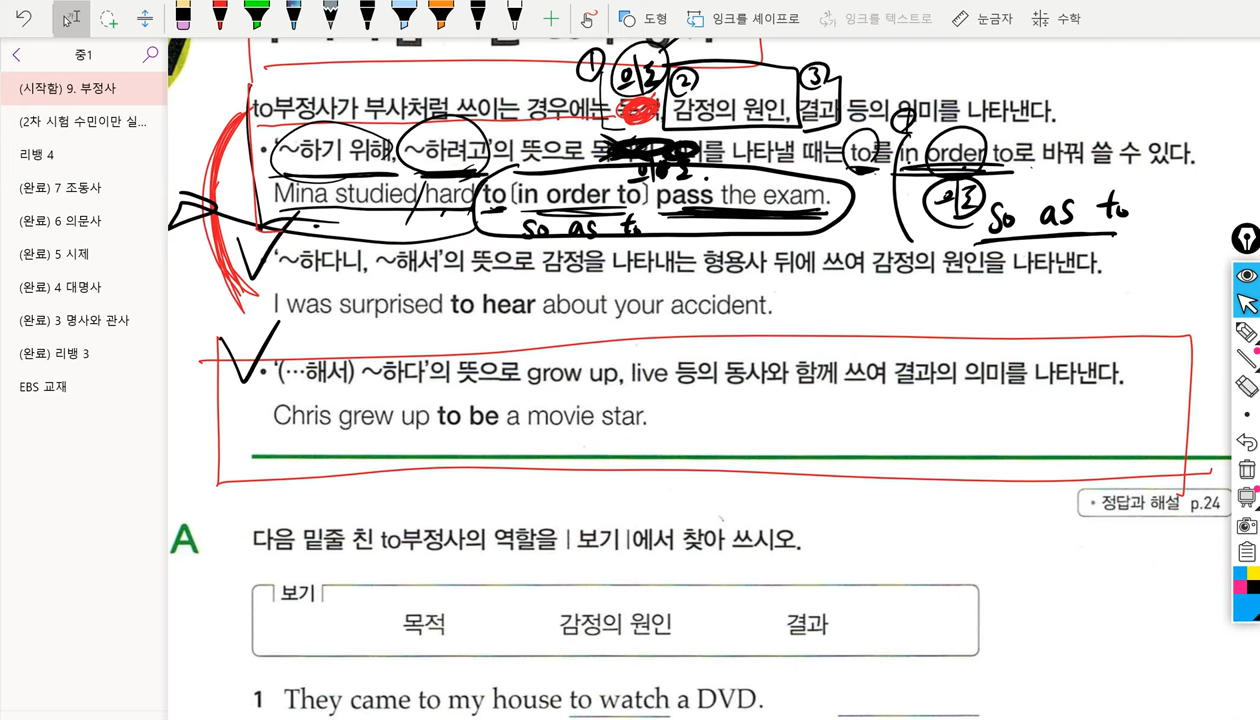 도형
잉크를 셰이프로
잉크를 텍스트로
눈금자
수학
중1
(시작함) 9. 부정사
(2차 시험 수민이만 실...
리뱅 4
(완료) 7 조동사
(완료) 6 의문사
(완료) 5 시제
(완료) 4 대명사
(완료) 3 명사와 관사
(완료) 리뱅 3
EBS 교재
① 의도 ② ③
to부정사가 부사처럼 쓰이는 경우에는 감정의 원인, 결과 등의 의미를 나타낸다.
• '~하기 위해, ~하려고'의 뜻으로 를 나타낼 때는 to를 in order to로 바꿔 쓸 수 있다.
의도
Mina studied hard to [in order to] pass the exam.
의도
so as to
so as to
• '~하다니, ~해서'의 뜻으로 감정을 나타내는 형용사 뒤에 쓰여 감정의 원인을 나타낸다.
I was surprised to hear about your accident.
• '(…해서) ~하다'의 뜻으로 grow up, live 등의 동사와 함께 쓰여 결과의 의미를 나타낸다.
Chris grew up to be a movie star.
• 정답과 해설 p.24
A 다음 밑줄 친 to부정사의 역할을 | 보기 |에서 찾아 쓰시오.
보기
목적 감정의 원인 결과
1 They came to my house to watch a DVD.